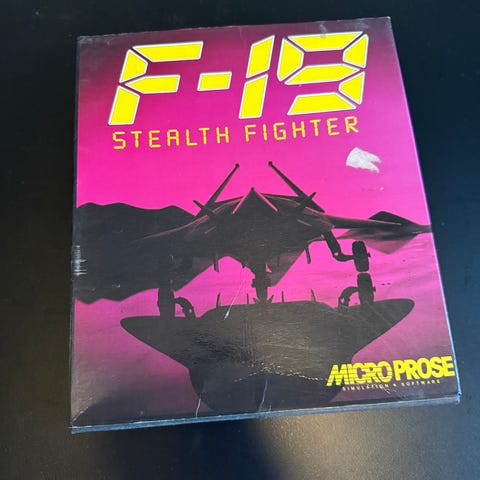 F-19
STEALTH FIGHTER
MICRO PROSE
SIMULATION • SOFTWARE